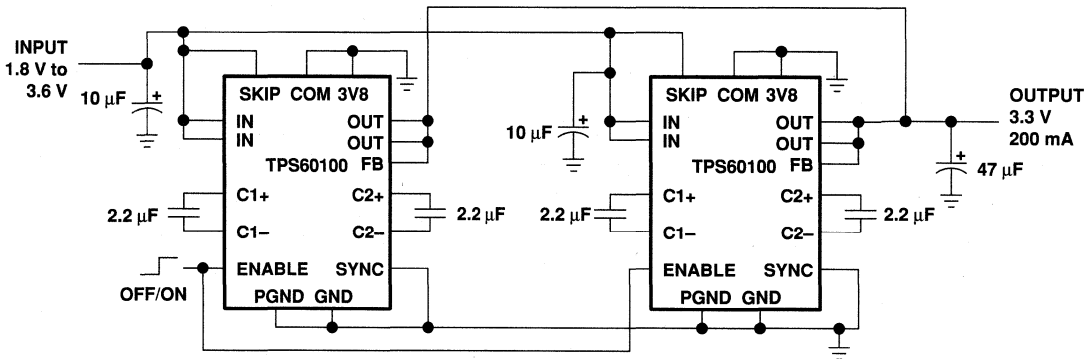 INPUT
1.8 V to
3.6 V
10 µF
+
SKIP COM 3V8
IN
IN
OUT
OUT
TPS60100 FB
C1+
C1–
C2+
C2–
2.2 µF
2.2 µF
ENABLE SYNC
PGND GND
OFF/ON
10 µF
+
SKIP COM 3V8
IN
IN
OUT
OUT
TPS60100 FB
C1+
C1–
C2+
C2–
2.2 µF
2.2 µF
ENABLE SYNC
PGND GND
OUTPUT
3.3 V
200 mA
+
47 µF